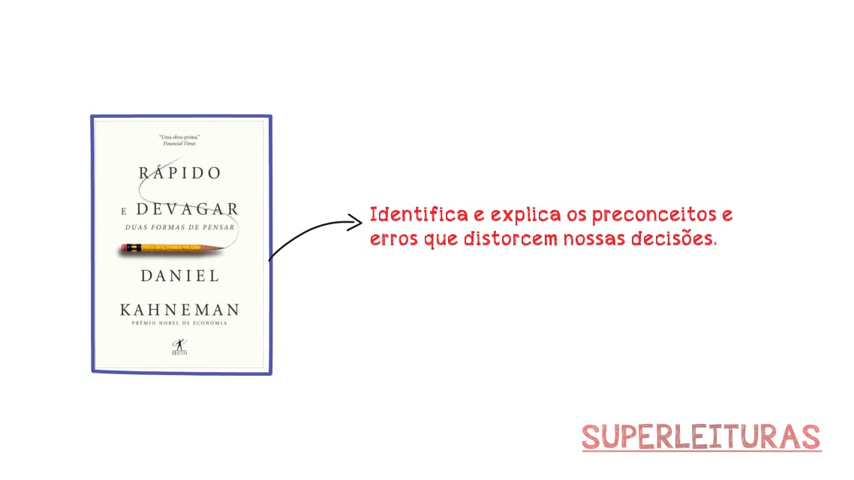 "Uma obra-prima."
Financial Times
RÁPIDO
E DEVAGAR
DUAS FORMAS DE PENSAR
DANIEL
KAHNEMAN
PRÊMIO NOBEL DE ECONOMIA
OBJETIVA
Identifica e explica os preconceitos e
erros que distorcem nossas decisões.
SUPERLEITURAS